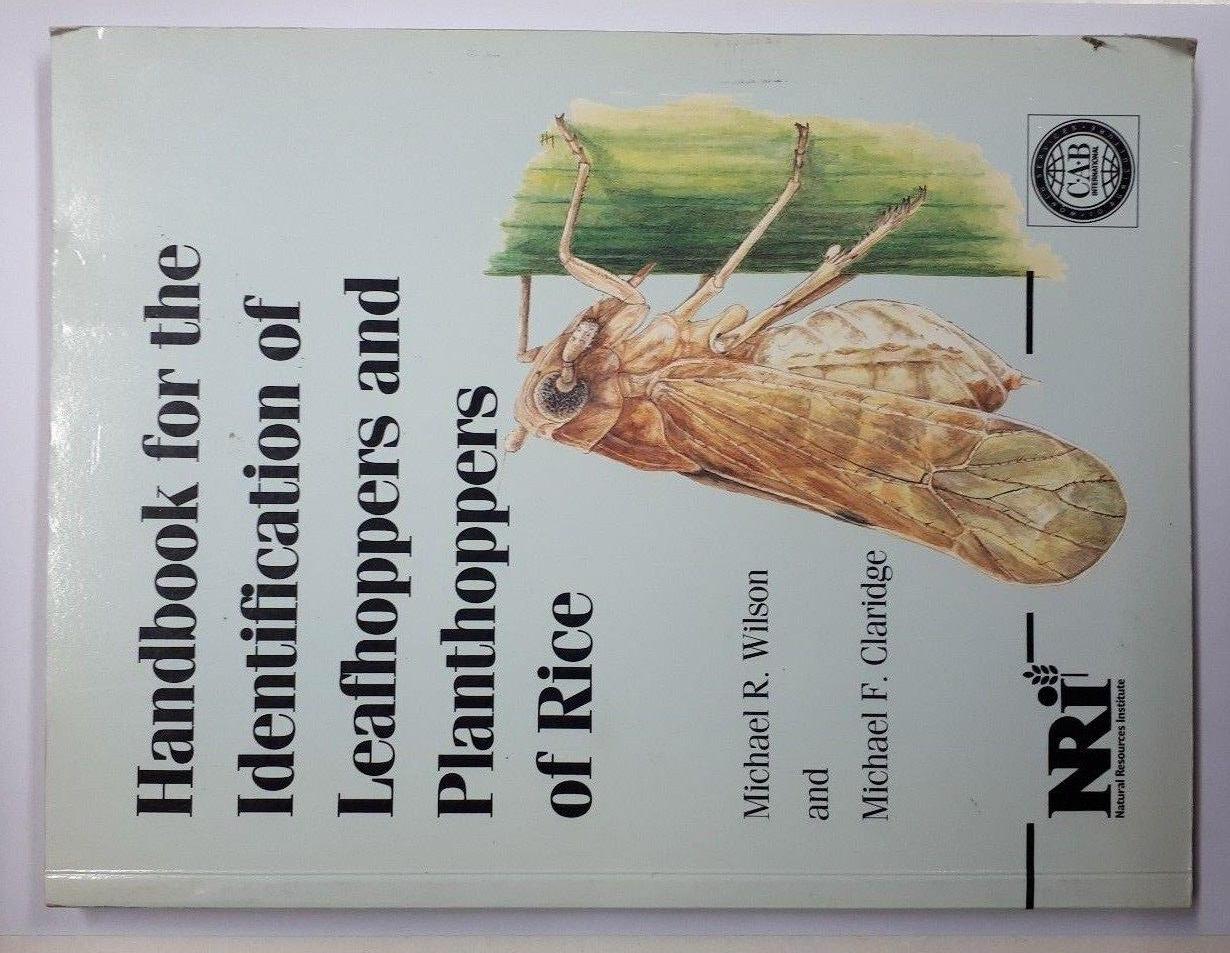 Handbook for the
Identification of
Leafhoppers and
Planthoppers
of Rice
Michael R. Wilson
and
Michael F. Claridge
NRI
Natural Resources Institute
C·A·B
INTERNATIONAL